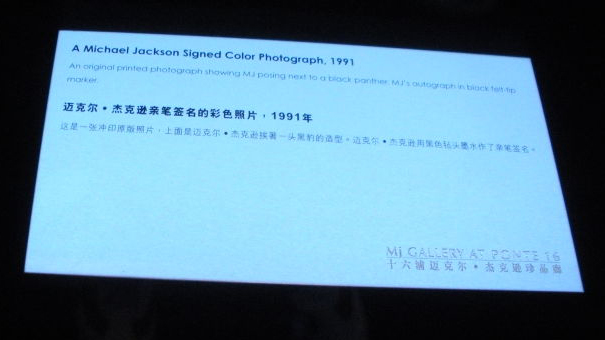 A Michael Jackson Signed Color Photograph, 1991
An original printed photograph showing MJ posing next to a black panther. MJ's autograph in black felt-tip
marker.
迈克尔•杰克逊亲笔签名的彩色照片，1991年
这是一张冲印原版照片，上面是迈克尔•杰克逊挨著一头黑豹的造型。迈克尔•杰克逊用黑色毡头墨水作了亲笔签名。
MJ GALLERY AT PONTE 16
十六浦迈克尔•杰克逊珍品廊